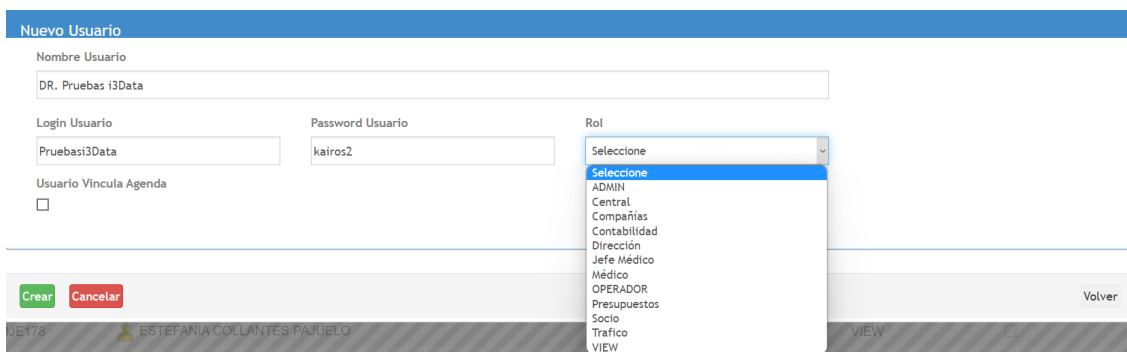 Nuevo Usuario
Nombre Usuario
DR. Pruebas i3Data
Login Usuario
Password Usuario
Rol
Pruebasi3Data
kairos2
Seleccione
Usuario Vincula Agenda
Seleccione
ADMIN
Central
Compañías
Contabilidad
Dirección
Jefe Médico
Médico
OPERADOR
Presupuestos
Socio
Trafico
VIEW
Crear
Cancelar
Volver
ESTEFANIA COLLANTES PAJUELO
VIEW